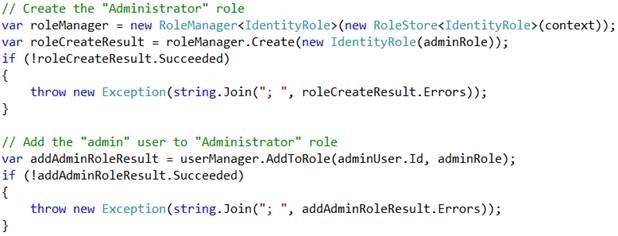 // Create the "Administrator" role
var roleManager = new RoleManager<IdentityRole>(new RoleStore<IdentityRole>(context));
var roleCreateResult = roleManager.Create(new IdentityRole(adminRole));
if (!roleCreateResult.Succeeded)
{
    throw new Exception(string.Join("; ", roleCreateResult.Errors));
}

// Add the "admin" user to "Administrator" role
var addAdminRoleResult = userManager.AddToRole(adminUser.Id, adminRole);
if (!addAdminRoleResult.Succeeded)
{
    throw new Exception(string.Join("; ", addAdminRoleResult.Errors));
}